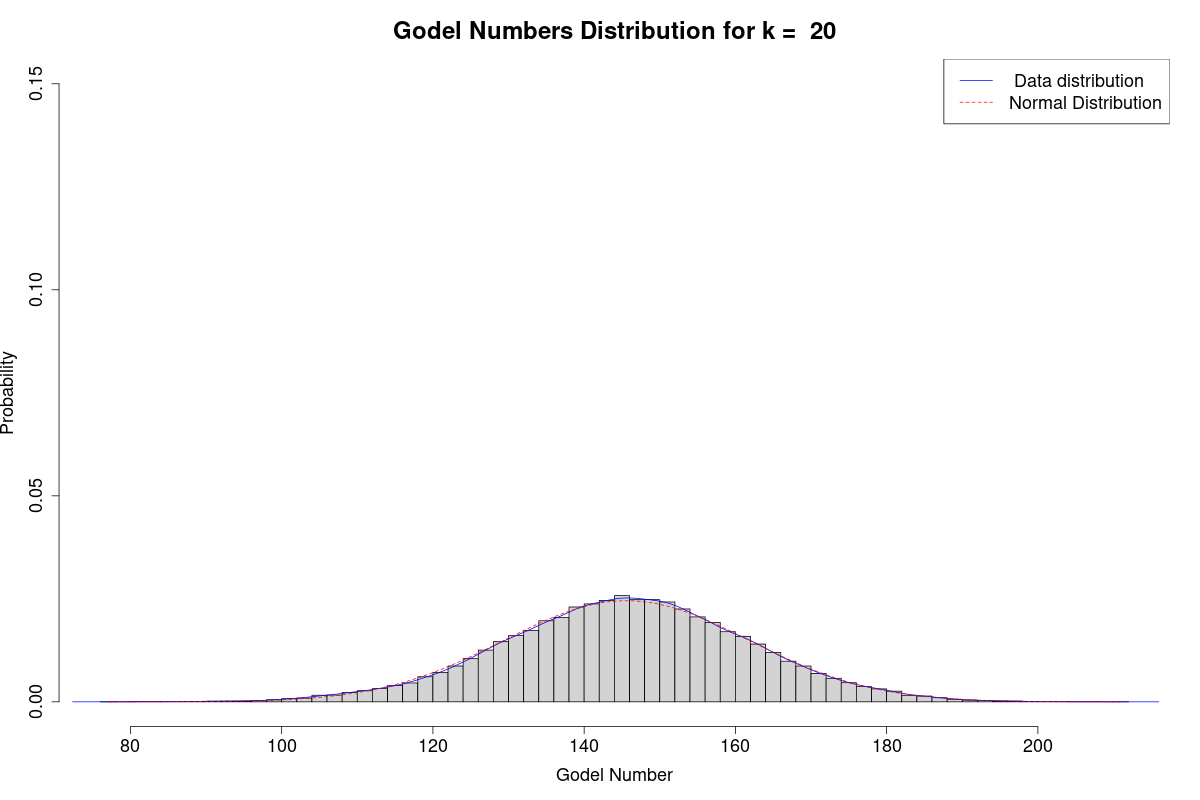 Godel Numbers Distribution for k =  20
Data distribution
Normal Distribution
0.15
0.10
0.05
0.00
Probability
80 100 120 140 160 180 200
Godel Number